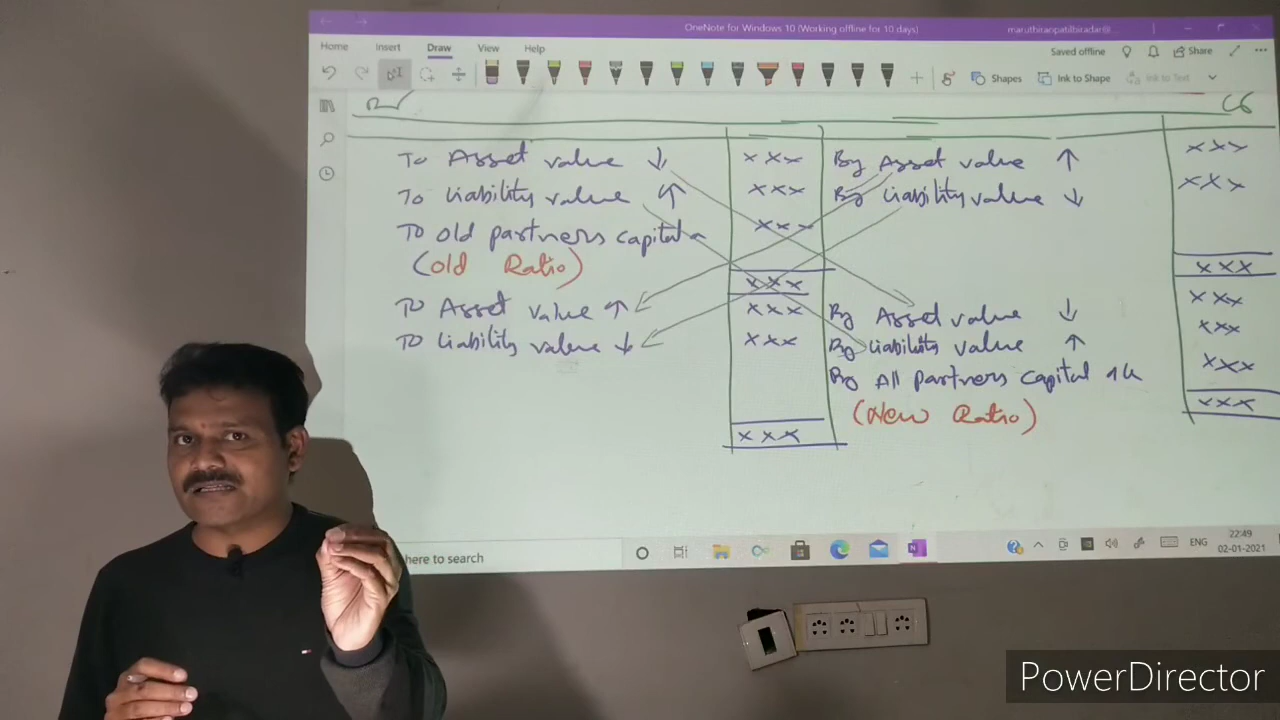 OneNote for Windows 10 (Working offline for 10 days)
maruthiraripatilbiradar@...
Home Insert Draw View Help
Saved offline
Share
Shapes
Ink to Shape
Ink to Text
Cr
To Asset value ↓ xxx By Asset value ↑ xxx
To Liability value ↑ xxx By Liability value ↓ xxx
To old partners capital a xxx
(old Ratio) xxx
xxx
To Asset value ↑ xxx By Asset value ↓ xxx
To Liability value ↓ xxx By Liability value ↑ xxx
By All partners capital a/c xxx
(New Ratio) xxx
xxx
here to search
ENG
22:49
02-01-2021
PowerDirector